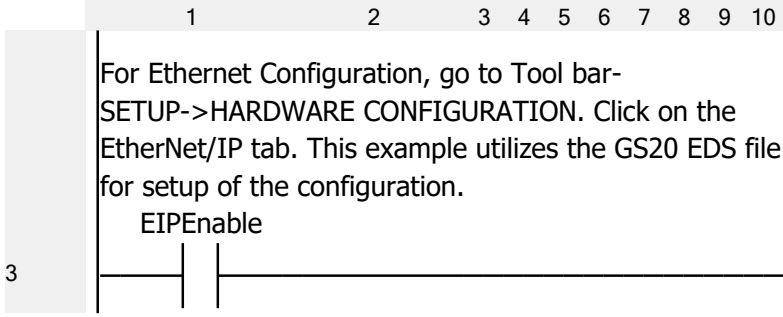 1 2 3 4 5 6 7 8 9 10
For Ethernet Configuration, go to Tool bar-
SETUP->HARDWARE CONFIGURATION. Click on the
EtherNet/IP tab. This example utilizes the GS20 EDS file
for setup of the configuration.
EIPEnable
3